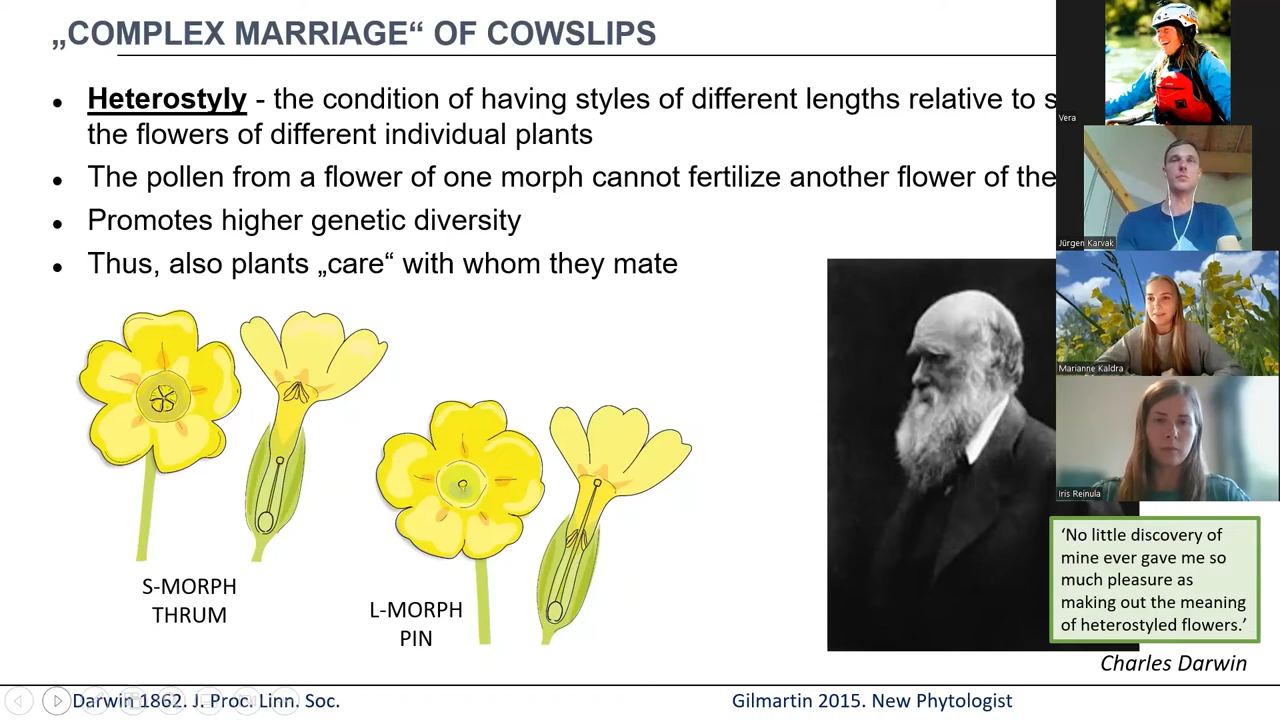 „COMPLEX MARRIAGE“ OF COWSLIPS
• Heterostyly - the condition of having styles of different lengths relative to
the flowers of different individual plants
• The pollen from a flower of one morph cannot fertilize another flower of the
• Promotes higher genetic diversity
• Thus, also plants „care“ with whom they mate
S-MORPH
THRUM
L-MORPH
PIN
Vera
Jürgen Karvak
Marianne Kaldra
Iris Reinula
‘No little discovery of
mine ever gave me so
much pleasure as
making out the meaning
of heterostyled flowers.’
Charles Darwin
Darwin 1862. J. Proc. Linn. Soc.
Gilmartin 2015. New Phytologist